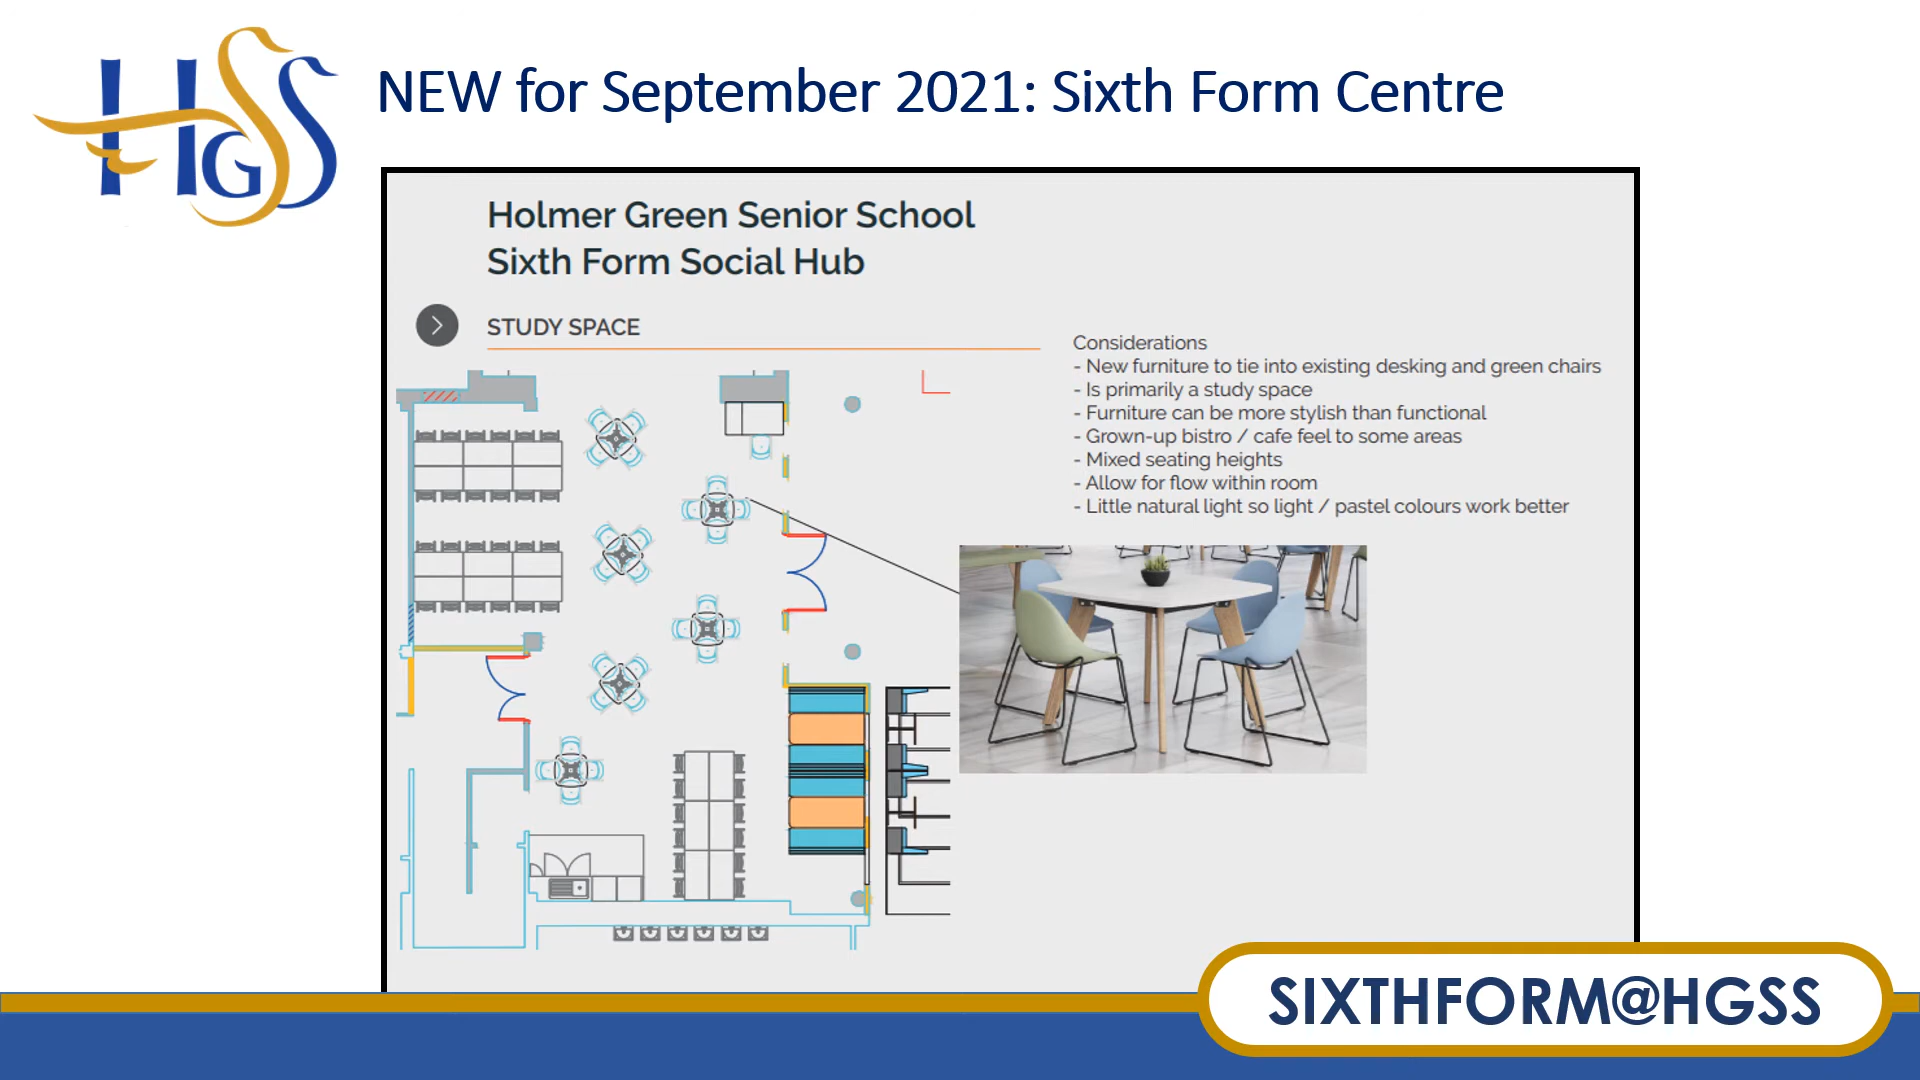 HGSS
NEW for September 2021: Sixth Form Centre
Holmer Green Senior School
Sixth Form Social Hub
STUDY SPACE
Considerations
- New furniture to tie into existing desking and green chairs
- Is primarily a study space
- Furniture can be more stylish than functional
- Grown-up bistro / cafe feel to some areas
- Mixed seating heights
- Allow for flow within room
- Little natural light so light / pastel colours work better
SIXTHFORM@HGSS